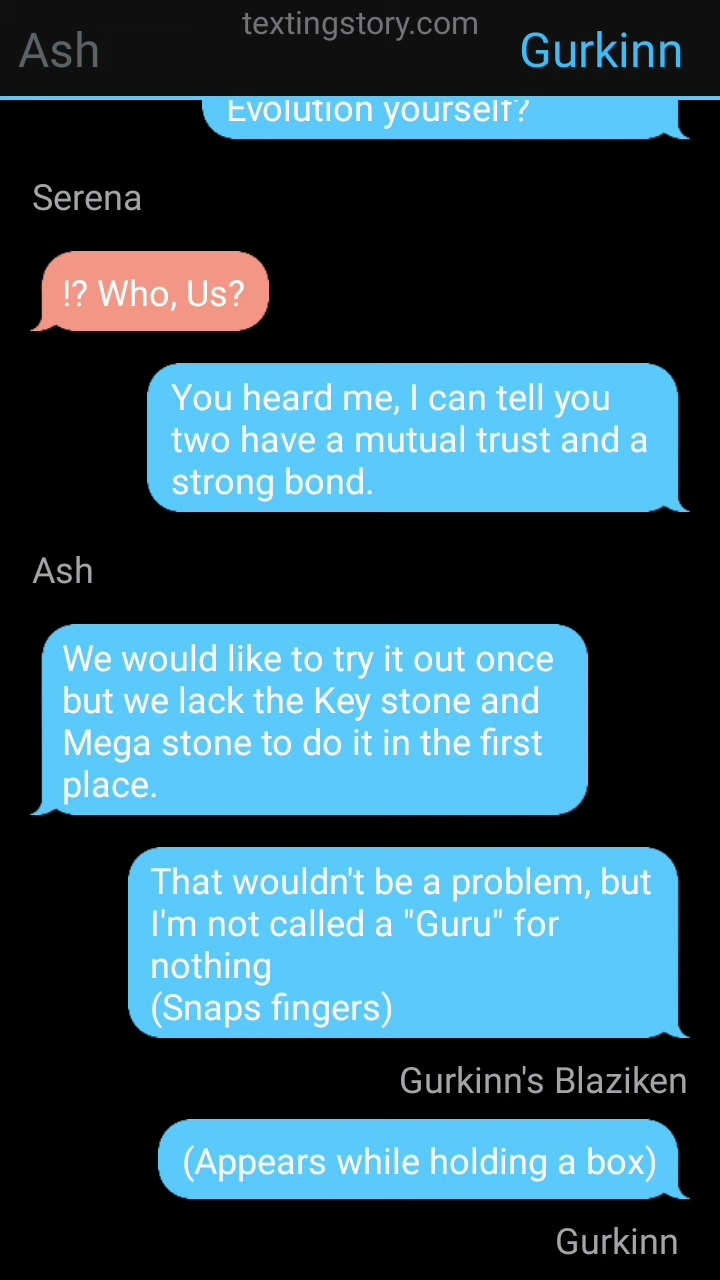 textingstory.com
Ash
Gurkinn
Evolution yourself?
Serena
!? Who, Us?
You heard me, I can tell you
two have a mutual trust and a
strong bond.
Ash
We would like to try it out once
but we lack the Key stone and
Mega stone to do it in the first
place.
That wouldn't be a problem, but
I'm not called a "Guru" for
nothing
(Snaps fingers)
Gurkinn's Blaziken
(Appears while holding a box)
Gurkinn